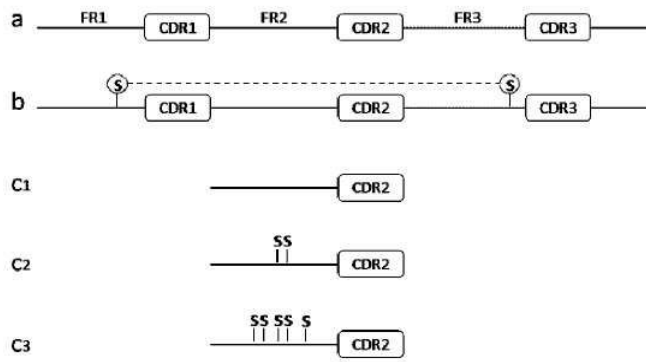 a FR1 CDR1 FR2 CDR2 FR3 CDR3
b S CDR1 CDR2 S CDR3
C1 CDR2
C2 SS CDR2
C3 SS SS S CDR2